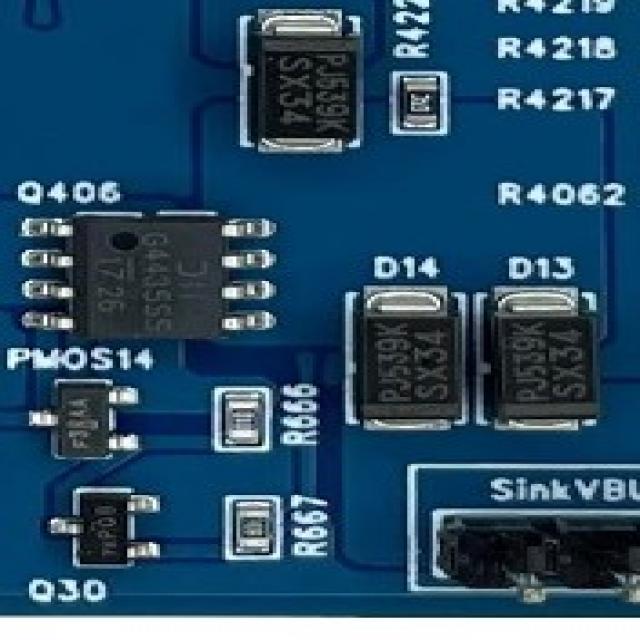 R4219
R422
R4218
PJ539K
SX34
R4217
Q406
R4062
G4435SS
1726
D14
D13
PJ539K
SX34
PJ539K
SX34
PMOS14
R666
R667
SinkVBU
Q30